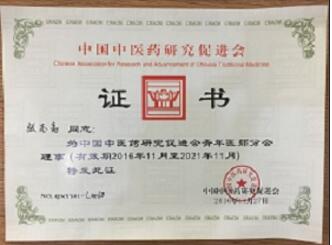 中国中医药研究促进会
Chinese Association for Research and Advancement of Chinese Traditional Medicine
证 书
同志:
为中国中医药研究促进会青年医师分会
理事(有效期2016年11月至2021年11月)
特发此证
中国中医药研究促进会